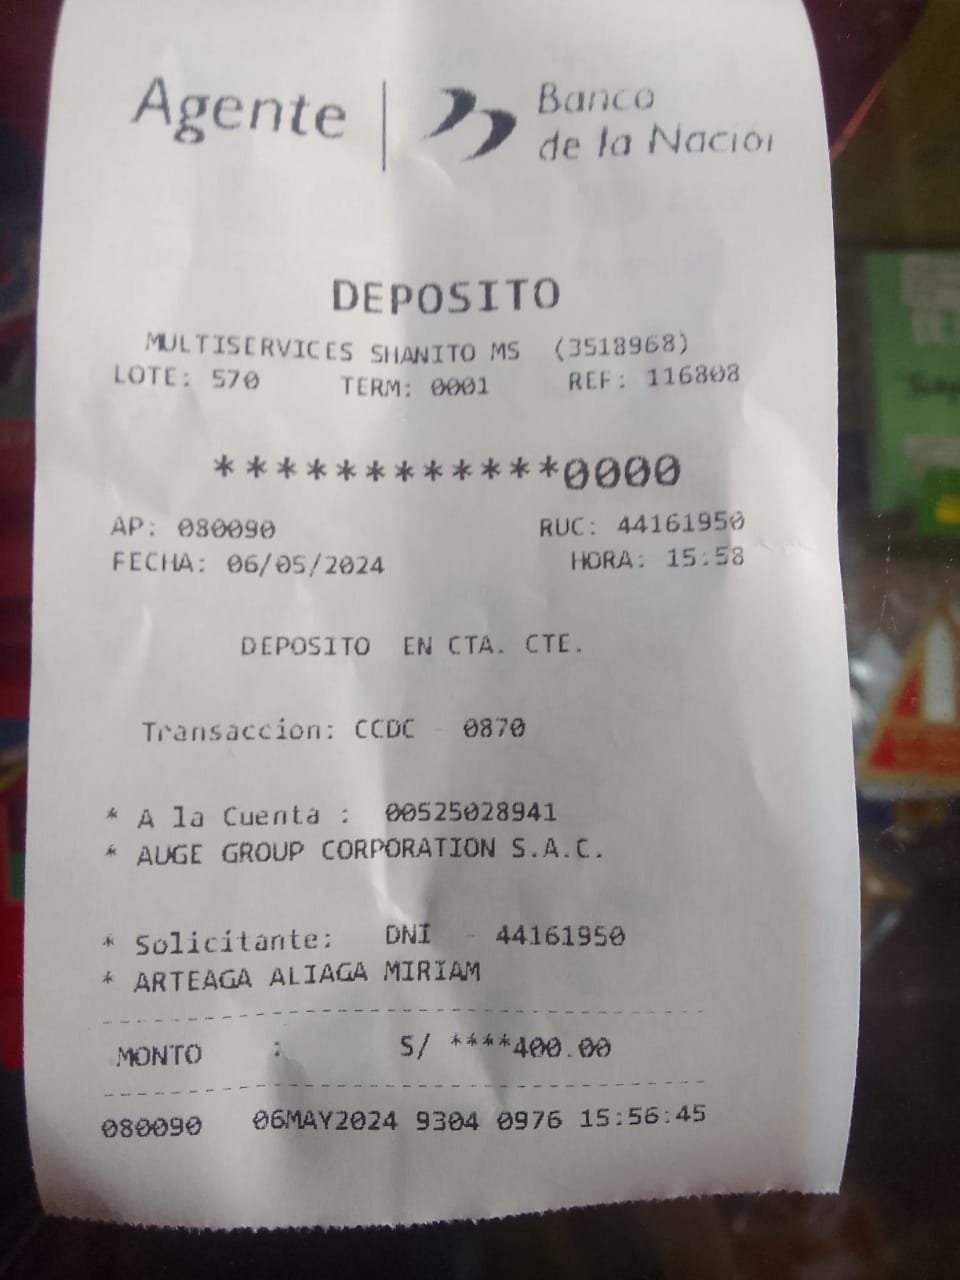 Agente
Banco
de la Nacion
DEPOSITO
MULTISERVICES SHANITO MS (3518968)
LOTE: 570 TERM: 0001 REF: 116808
************0000
AP: 080090 RUC: 44161950
FECHA: 06/05/2024 HORA: 15:58
DEPOSITO EN CTA. CTE.
Transaccion: CCDC - 0870
* A la Cuenta : 00525028941
* AUGE GROUP CORPORATION S.A.C.
* Solicitante: DNI - 44161950
* ARTEAGA ALIAGA MIRIAM
MONTO : S/ ****400.00
080090 06MAY2024 9304 0976 15:56:45